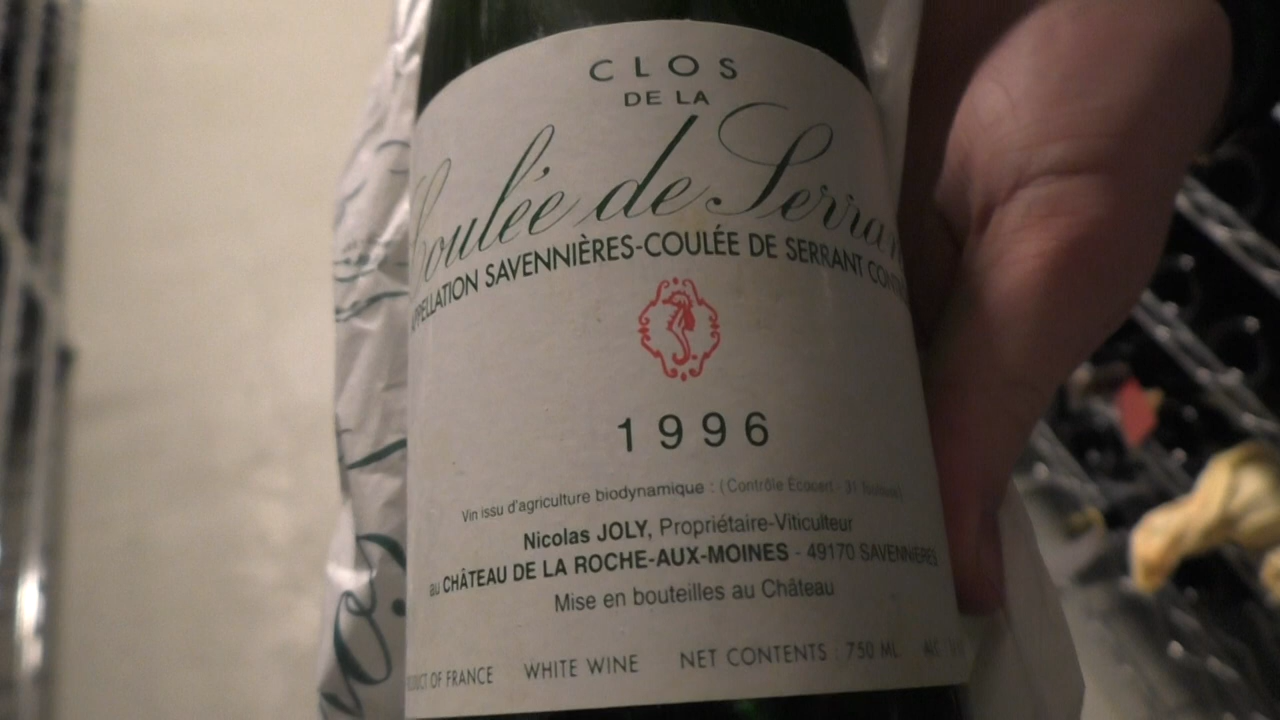 CLOS
DE LA
Coulée de Serran
APPELLATION SAVENNIÈRES-COULÉE DE SERRANT CONT
1996
Vin issu d'agriculture biodynamique : (Contrôle Ecocert - 31
Nicolas JOLY, Propriétaire-Viticulteur
au CHÂTEAU DE LA ROCHE-AUX-MOINES - 49170 SAVENNIÈRES
Mise en bouteilles au Château
OF FRANCE WHITE WINE NET CONTENTS : 750 ML